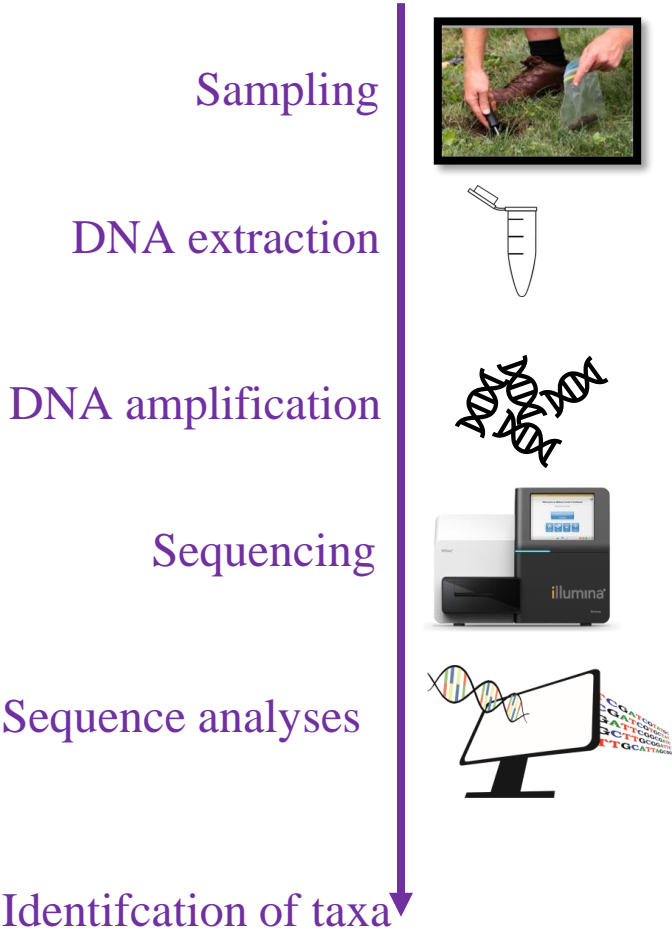 Sampling
DNA extraction
DNA amplification
Sequencing
illumina
Sequence analyses
Identifcation of taxa